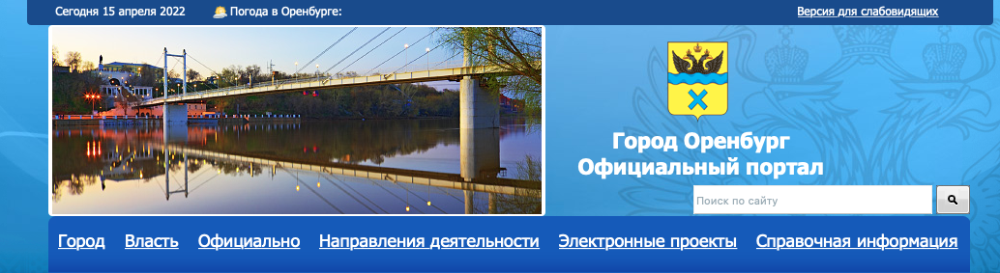 Сегодня 15 апреля 2022 Погода в Оренбурге: Версия для слабовидящих
Город Оренбург
Официальный портал
Поиск по сайту
Город Власть Официально Направления деятельности Электронные проекты Справочная информация